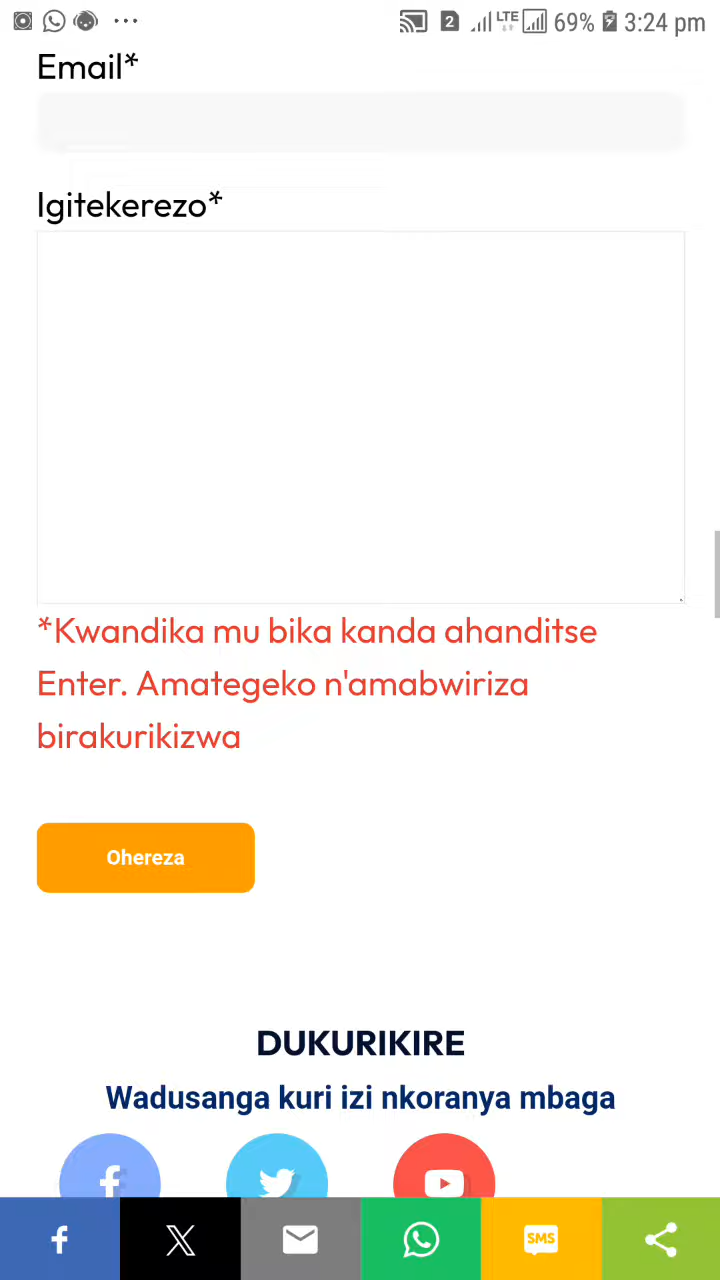 2 LTE 69% 3:24 pm
Email*
Igitekerezo*
*Kwandika mu bika kanda ahanditse
Enter. Amategeko n'amabwiriza
birakurikizwa
Ohereza
DUKURIKIRE
Wadusanga kuri izi nkoranya mbaga
SMS